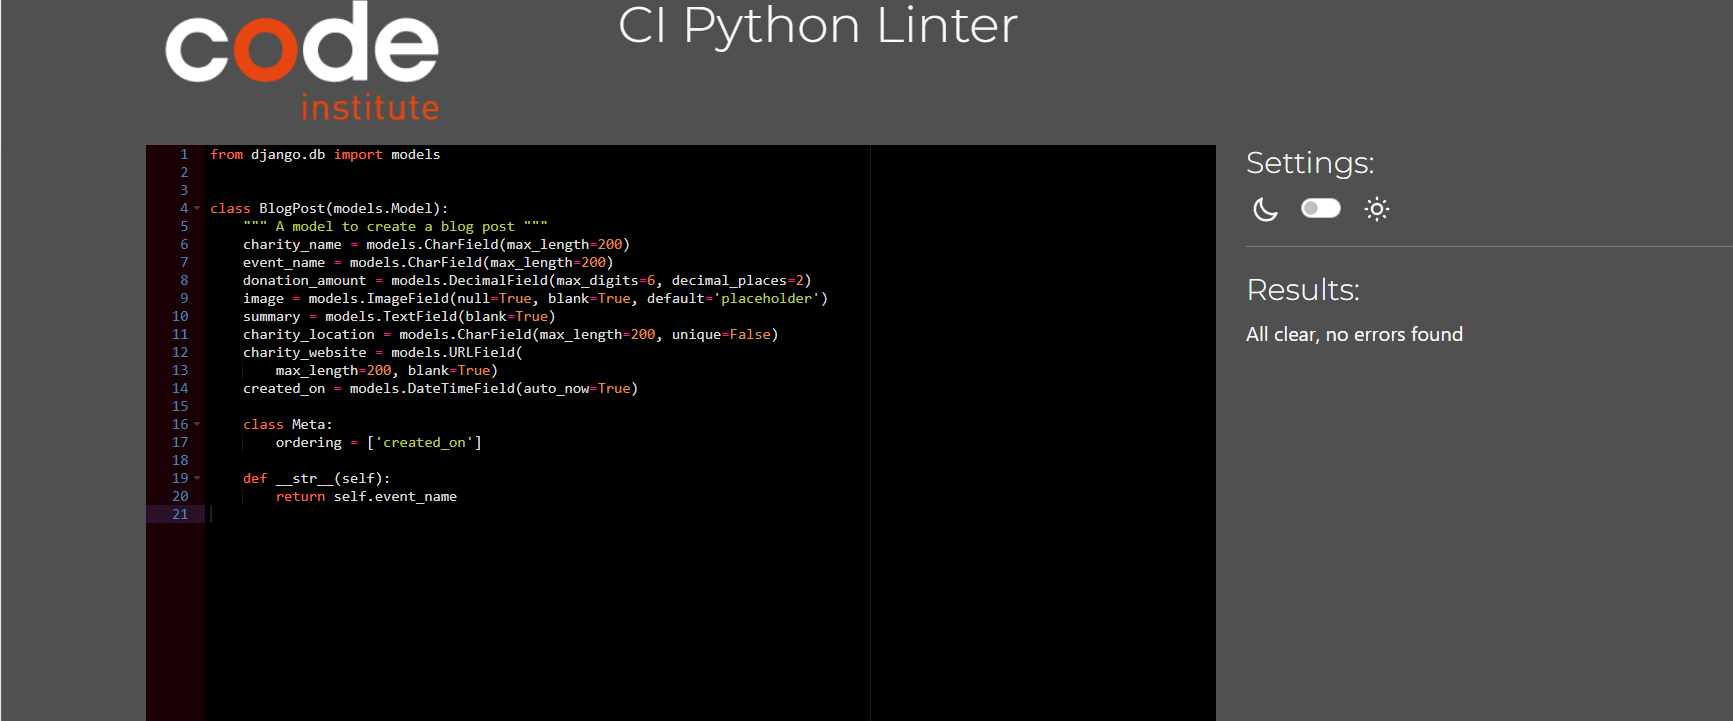 code
institute
CI Python Linter
1 from django.db import models
2
3
4 class BlogPost(models.Model):
5     """ A model to create a blog post """
6     charity_name = models.CharField(max_length=200)
7     event_name = models.CharField(max_length=200)
8     donation_amount = models.DecimalField(max_digits=6, decimal_places=2)
9     image = models.ImageField(null=True, blank=True, default='placeholder')
10     summary = models.TextField(blank=True)
11     charity_location = models.CharField(max_length=200, unique=False)
12     charity_website = models.URLField(
13         max_length=200, blank=True)
14     created_on = models.DateTimeField(auto_now=True)
15
16     class Meta:
17         ordering = ['created_on']
18
19     def __str__(self):
20         return self.event_name
21
Settings:
Results:
All clear, no errors found